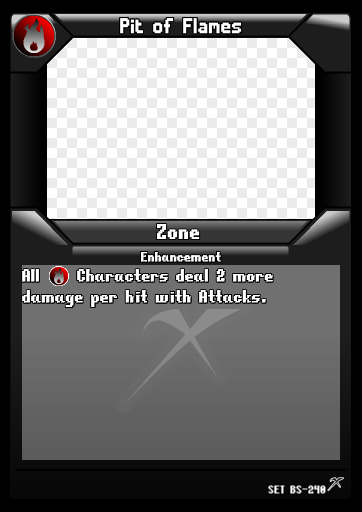 Pit of Flames
Zone
Enhancement
All Characters deal 2 more
damage per hit with Attacks.
SET BS-240